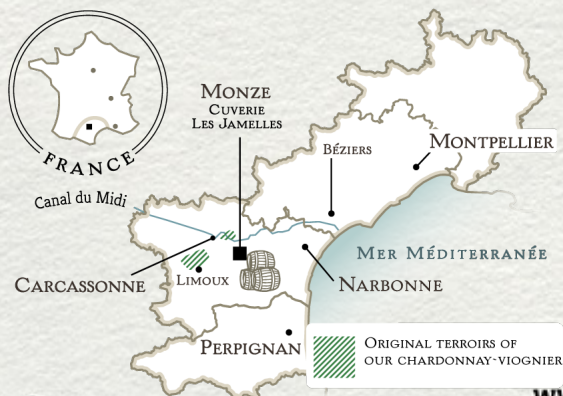 FRANCE
MONZE
CUVERIE
LES JAMELLES
BÉZIERS
MONTPELLIER
Canal du Midi
MER MÉDITERRANÉE
CARCASSONNE
LIMOUX
NARBONNE
PERPIGNAN
ORIGINAL TERROIRS OF
OUR CHARDONNAY-VIOGNIER